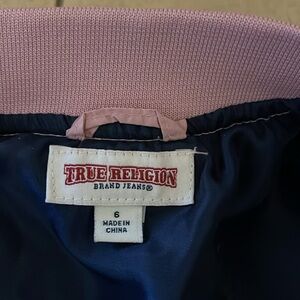 TRUE RELIGION
BRAND JEANS®
6
MADE IN
CHINA